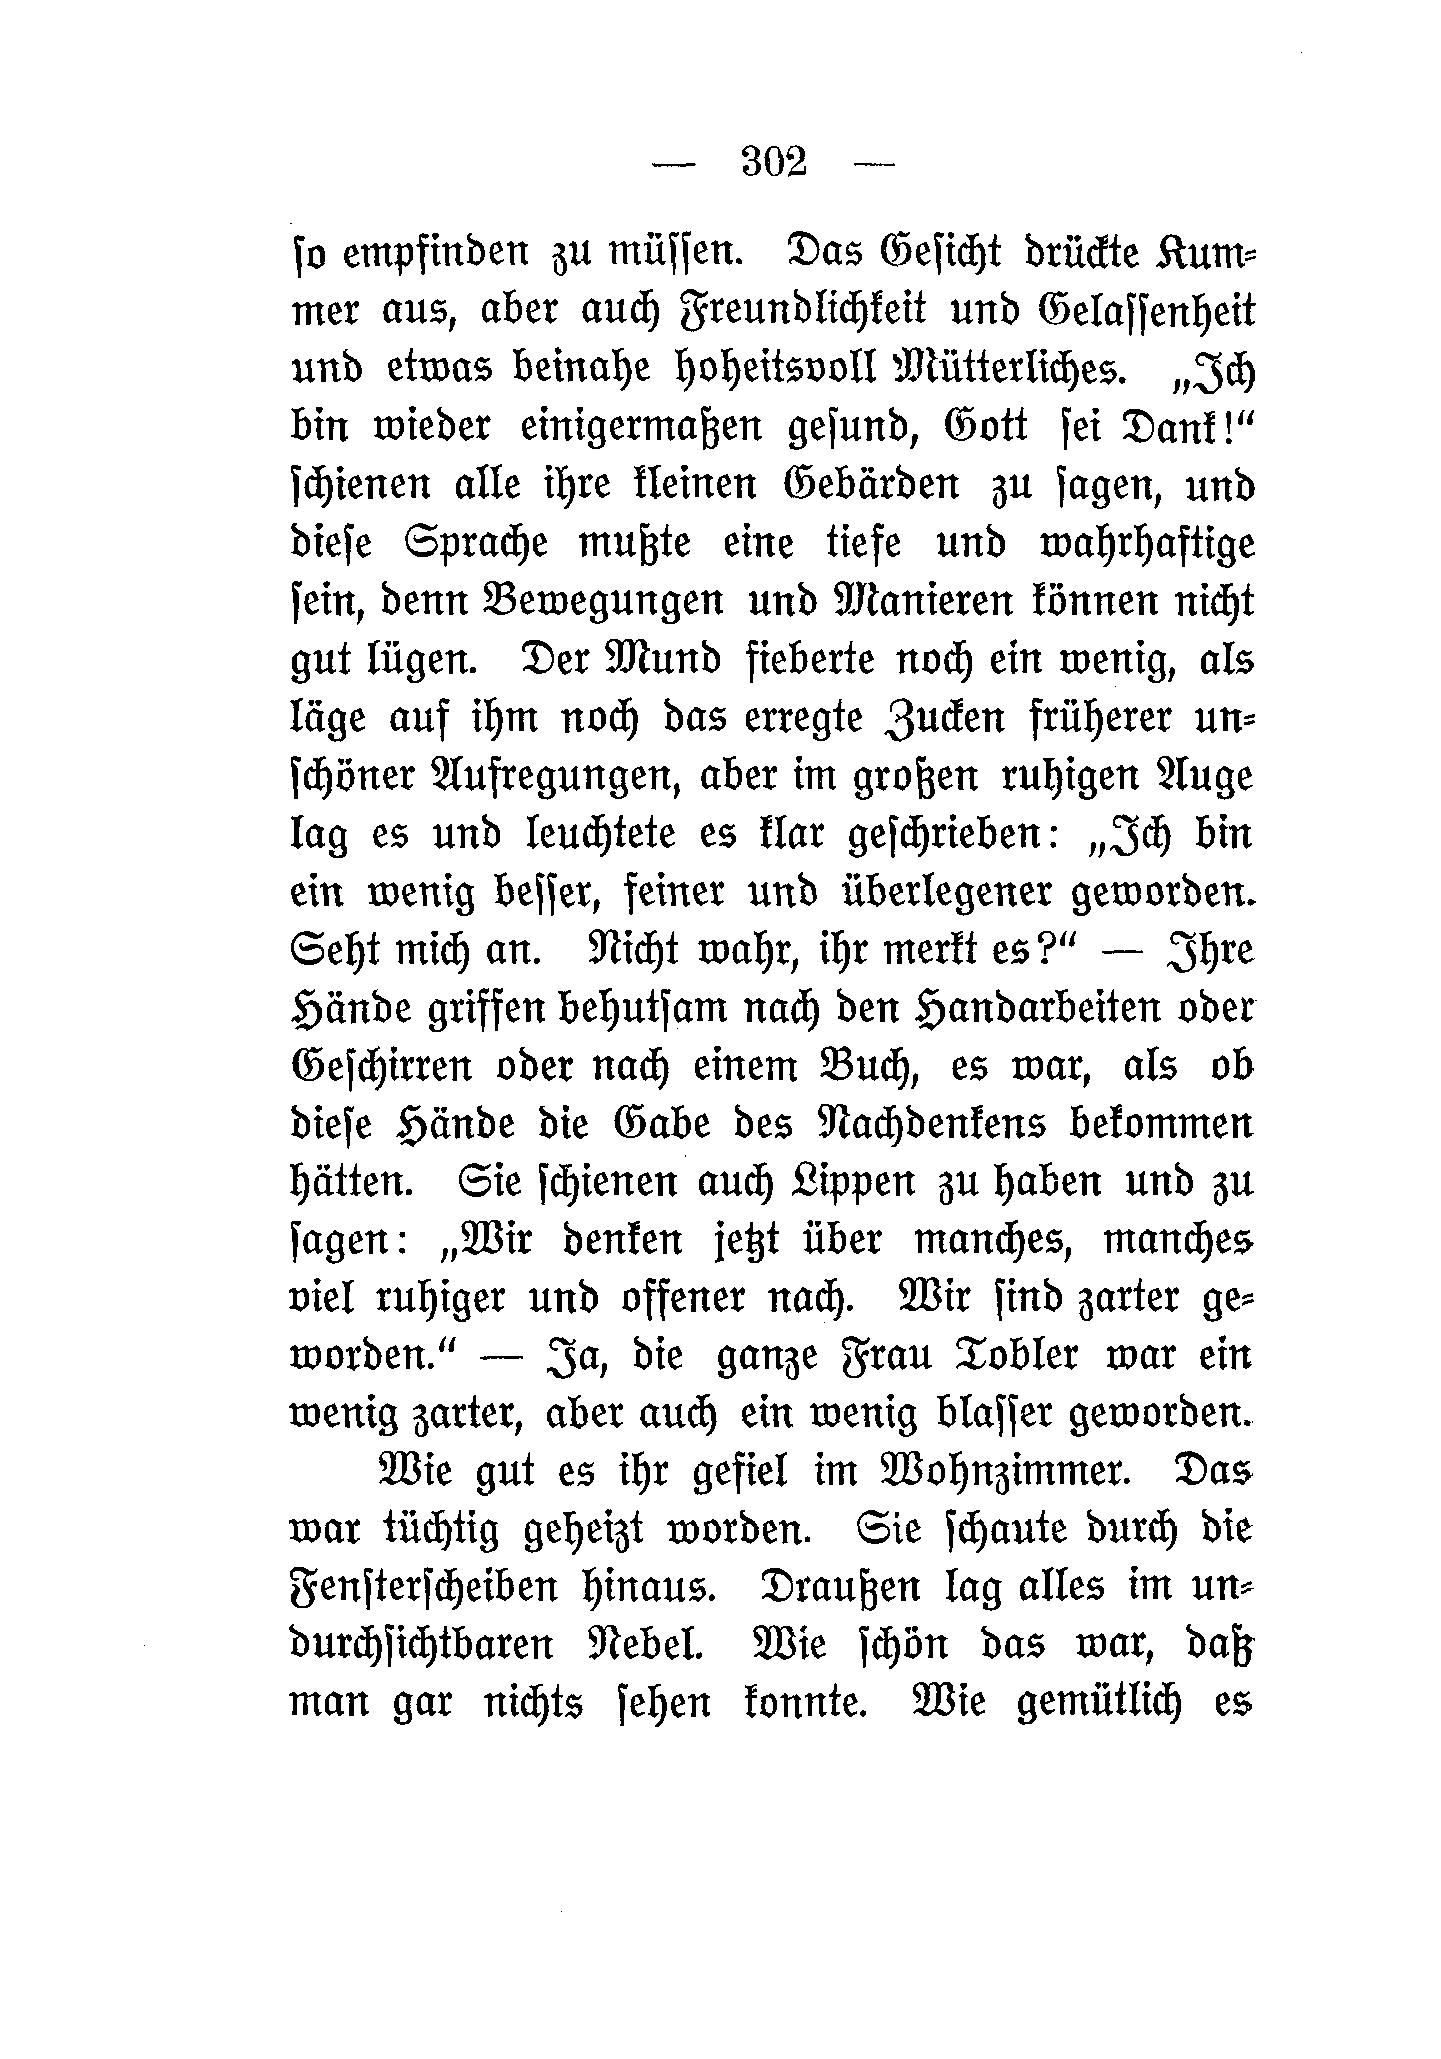 — 302 —
so empfinden zu müssen. Das Gesicht drückte Kum-
mer aus, aber auch Freundlichkeit und Gelassenheit
und etwas beinahe hoheitsvoll Mütterliches. „Ich
bin wieder einigermaßen gesund, Gott sei Dank!“
schienen alle ihre kleinen Gebärden zu sagen, und
diese Sprache mußte eine tiefe und wahrhaftige
sein, denn Bewegungen und Manieren können nicht
gut lügen. Der Mund fieberte noch ein wenig, als
läge auf ihm noch das erregte Zucken früherer un-
schöner Aufregungen, aber im großen ruhigen Auge
lag es und leuchtete es klar geschrieben: „Ich bin
ein wenig besser, feiner und überlegener geworden.
Seht mich an. Nicht wahr, ihr merkt es?“ — Ihre
Hände griffen behutsam nach den Handarbeiten oder
Geschirren oder nach einem Buch, es war, als ob
diese Hände die Gabe des Nachdenkens bekommen
hätten. Sie schienen auch Lippen zu haben und zu
sagen: „Wir denken jetzt über manches, manches
viel ruhiger und offener nach. Wir sind zarter ge-
worden.“ — Ja, die ganze Frau Tobler war ein
wenig zarter, aber auch ein wenig blasser geworden.
Wie gut es ihr gefiel im Wohnzimmer. Das
war tüchtig geheizt worden. Sie schaute durch die
Fensterscheiben hinaus. Draußen lag alles im un-
durchsichtbaren Nebel. Wie schön das war, daß
man gar nichts sehen konnte. Wie gemütlich es